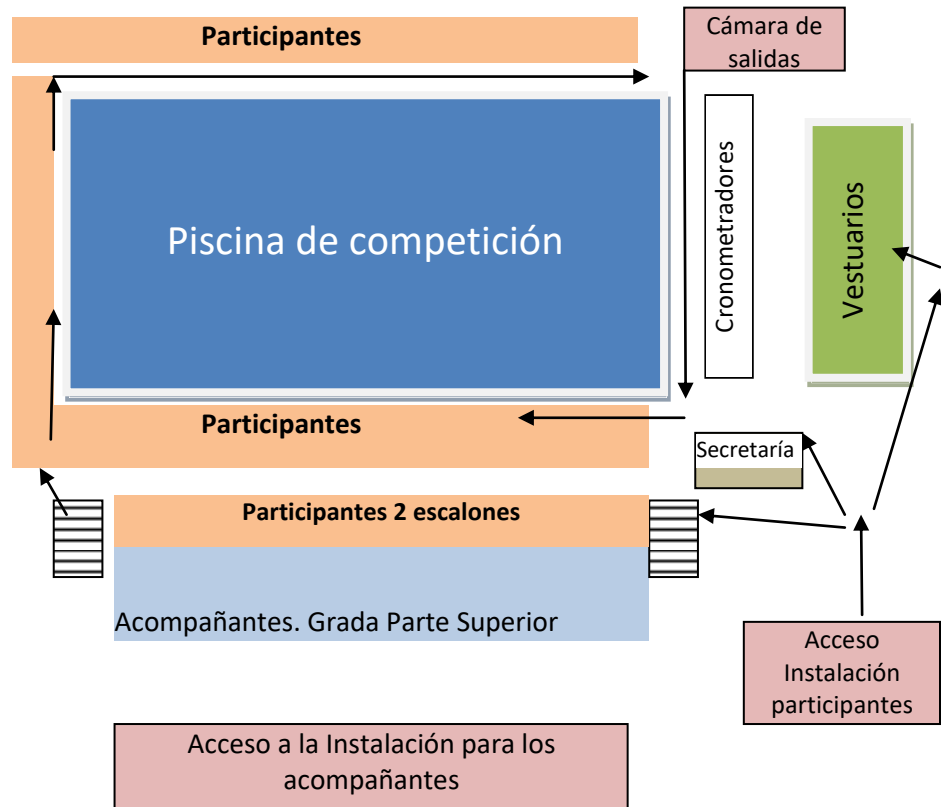 Participantes
Cámara de
salidas
Piscina de competición
Cronometradores
Vestuarios
Participantes
Secretaría
Participantes 2 escalones
Acompañantes. Grada Parte Superior
Acceso
Instalación
participantes
Acceso a la Instalación para los
acompañantes